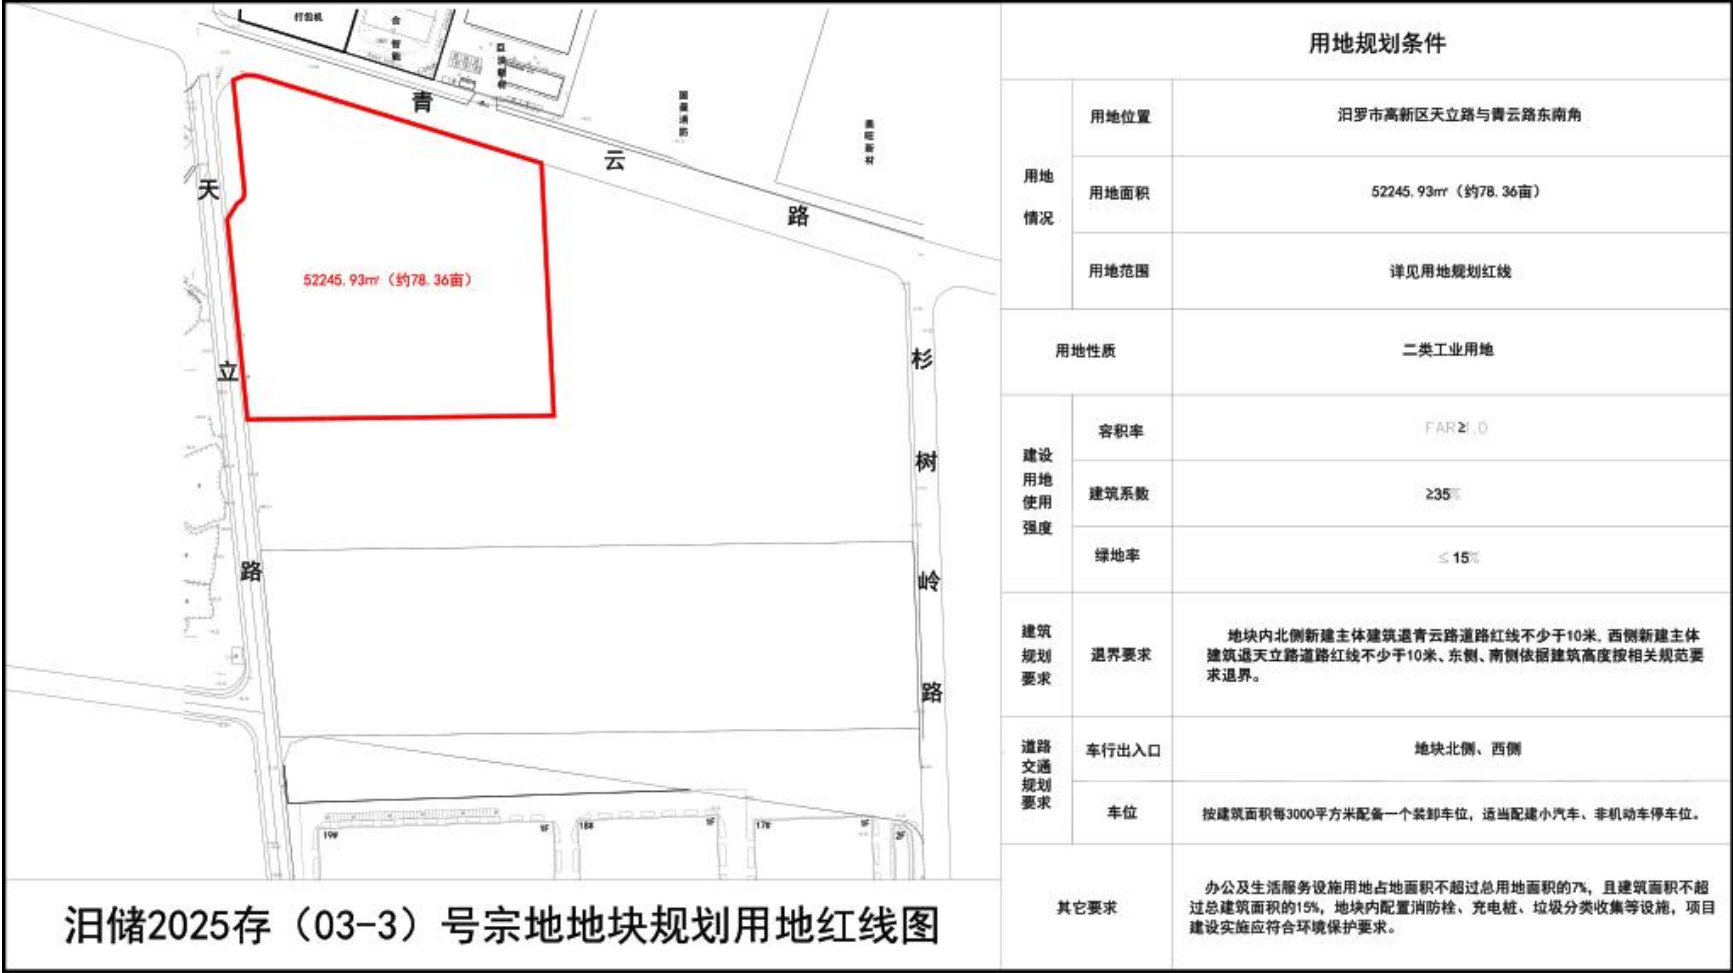 打包机
青
云
路
天
立
路
杉
树
岭
路
52245.93㎡（约78.36亩）
19#
1F
18#
1F
17#
1F
2F
汨储2025存（03-3）号宗地地块规划用地红线图
用地规划条件
用地
情况
用地位置
汨罗市高新区天立路与青云路东南角
用地面积
52245.93㎡（约78.36亩）
用地范围
详见用地规划红线
用地性质
二类工业用地
建设
用地
使用
强度
容积率
FAR≥1.0
建筑系数
≥35%
绿地率
≤15%
建筑
规划
要求
退界要求
地块内北侧新建主体建筑退青云路道路红线不少于10米, 西侧新建主体
建筑退天立路道路红线不少于10米、东侧、南侧依据建筑高度按相关规范要
求退界。
道路
交通
规划
要求
车行出入口
地块北侧、西侧
车位
按建筑面积每3000平方米配备一个装卸车位，适当配建小汽车、非机动车停车位。
其它要求
办公及生活服务设施用地占地面积不超过总用地面积的7%，且建筑面积不超
过总建筑面积的15%，地块内配置消防栓、充电桩、垃圾分类收集等设施，项目
建设实施应符合环境保护要求。